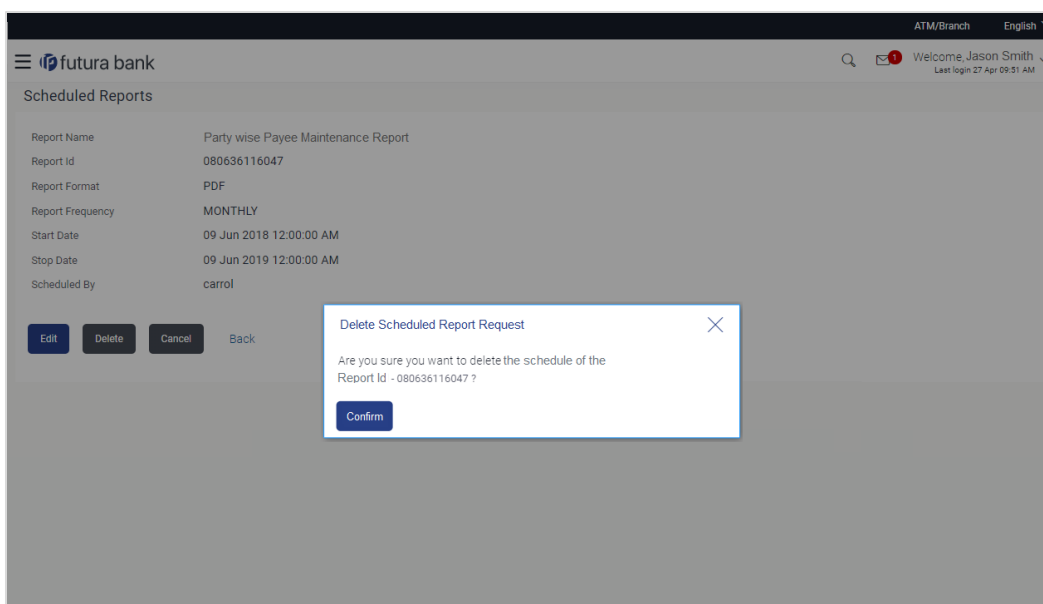 ATM/Branch English
futura bank 1 Welcome, Jason Smith
Last login 27 Apr 09:51 AM
Scheduled Reports
Report Name Party wise Payee Maintenance Report
Report Id 080636116047
Report Format PDF
Report Frequency MONTHLY
Start Date 09 Jun 2018 12:00:00 AM
Stop Date 09 Jun 2019 12:00:00 AM
Scheduled By carrol
Edit Delete Cancel Back
Delete Scheduled Report Request
Are you sure you want to delete the schedule of the
Report Id - 080636116047 ?
Confirm